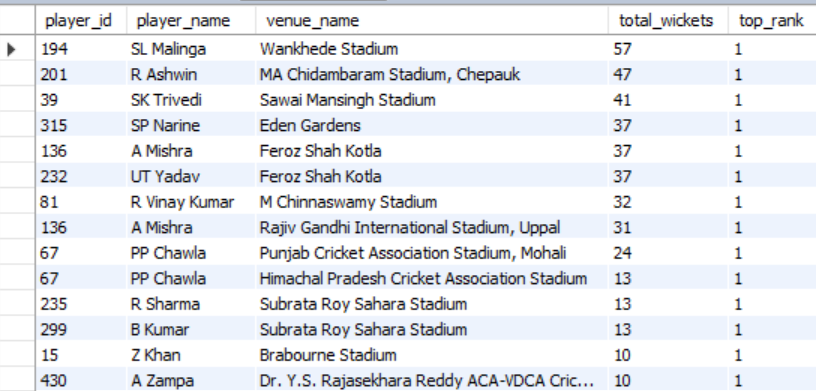 player_id player_name venue_name total_wickets top_rank
194 SL Malinga Wankhede Stadium 57 1
201 R Ashwin MA Chidambaram Stadium, Chepauk 47 1
39 SK Trivedi Sawai Mansingh Stadium 41 1
315 SP Narine Eden Gardens 37 1
136 A Mishra Feroz Shah Kotla 37 1
232 UT Yadav Feroz Shah Kotla 37 1
81 R Vinay Kumar M Chinnaswamy Stadium 32 1
136 A Mishra Rajiv Gandhi International Stadium, Uppal 31 1
67 PP Chawla Punjab Cricket Association Stadium, Mohali 24 1
67 PP Chawla Himachal Pradesh Cricket Association Stadium 13 1
235 R Sharma Subrata Roy Sahara Stadium 13 1
299 B Kumar Subrata Roy Sahara Stadium 13 1
15 Z Khan Brabourne Stadium 10 1
430 A Zampa Dr. Y.S. Rajasekhara Reddy ACA-VDCA Cric... 10 1